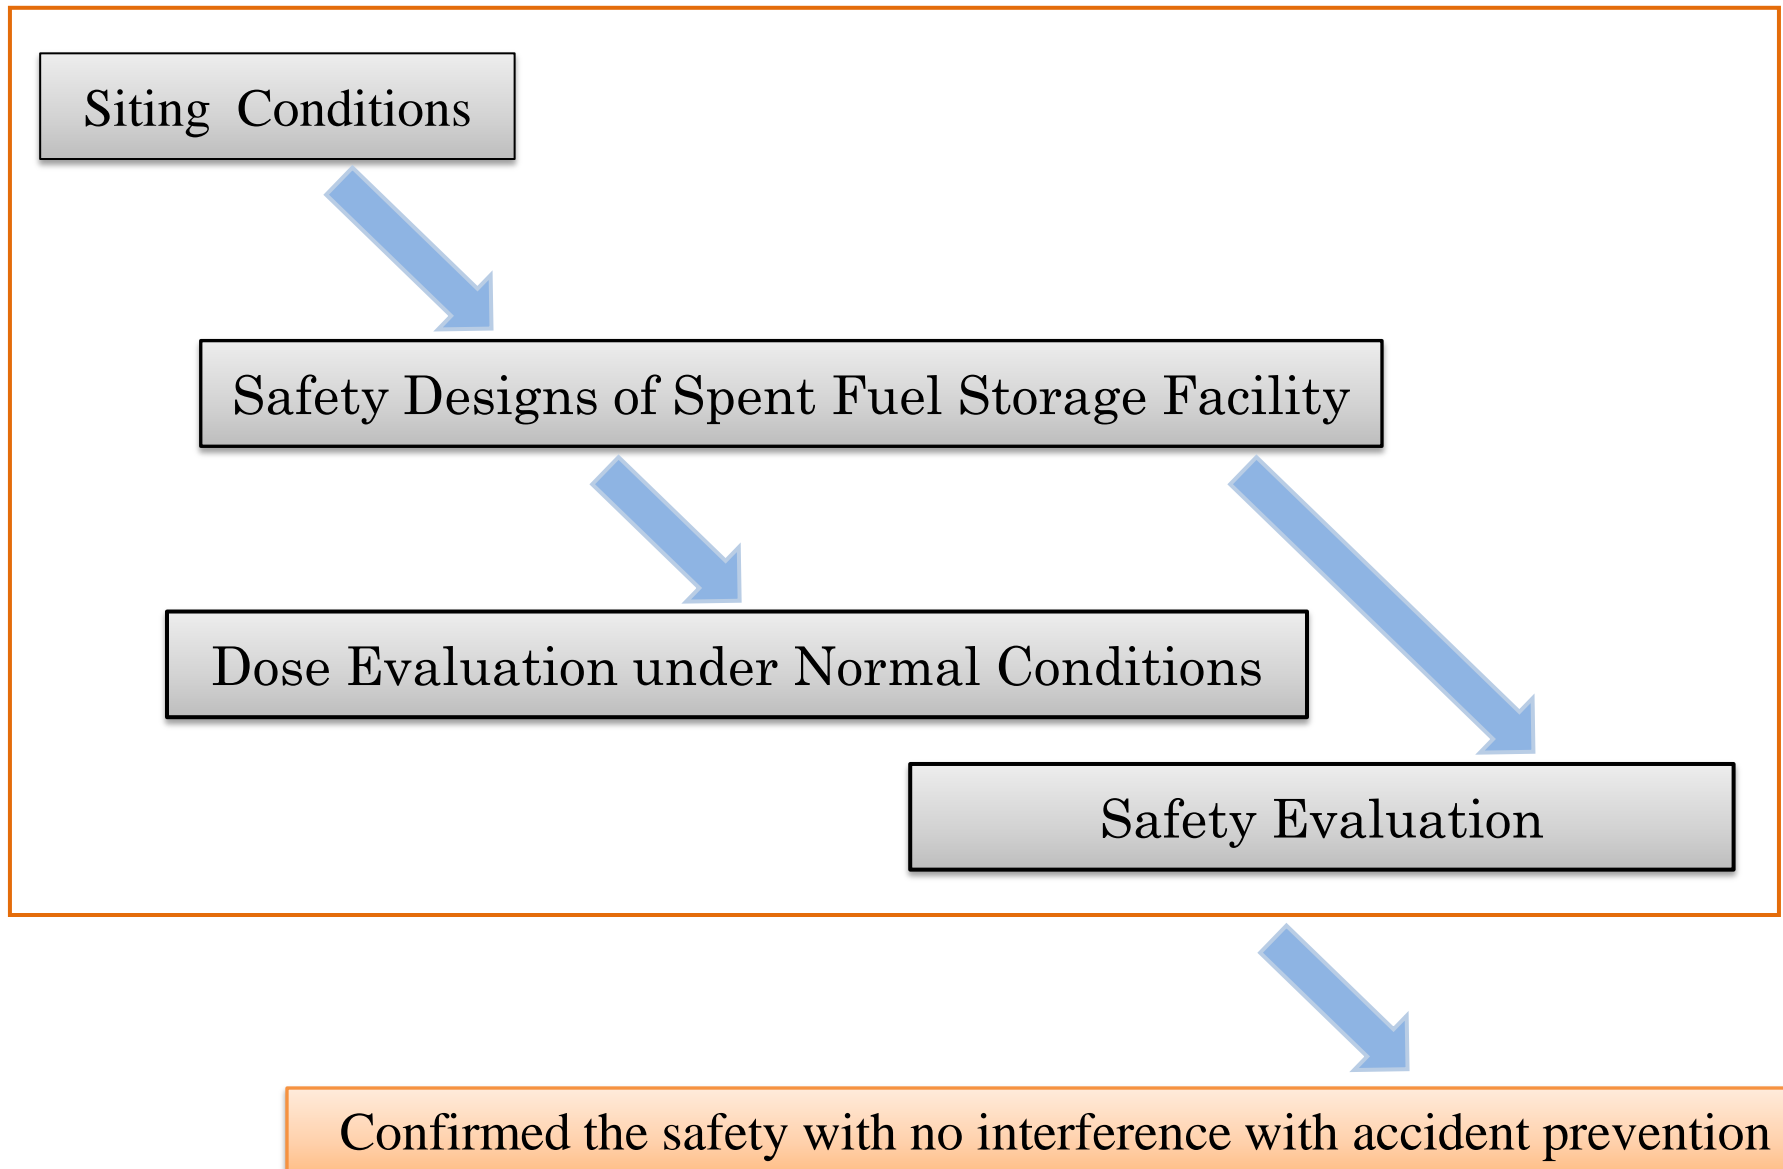 Siting Conditions
Safety Designs of Spent Fuel Storage Facility
Dose Evaluation under Normal Conditions
Safety Evaluation
Confirmed the safety with no interference with accident prevention